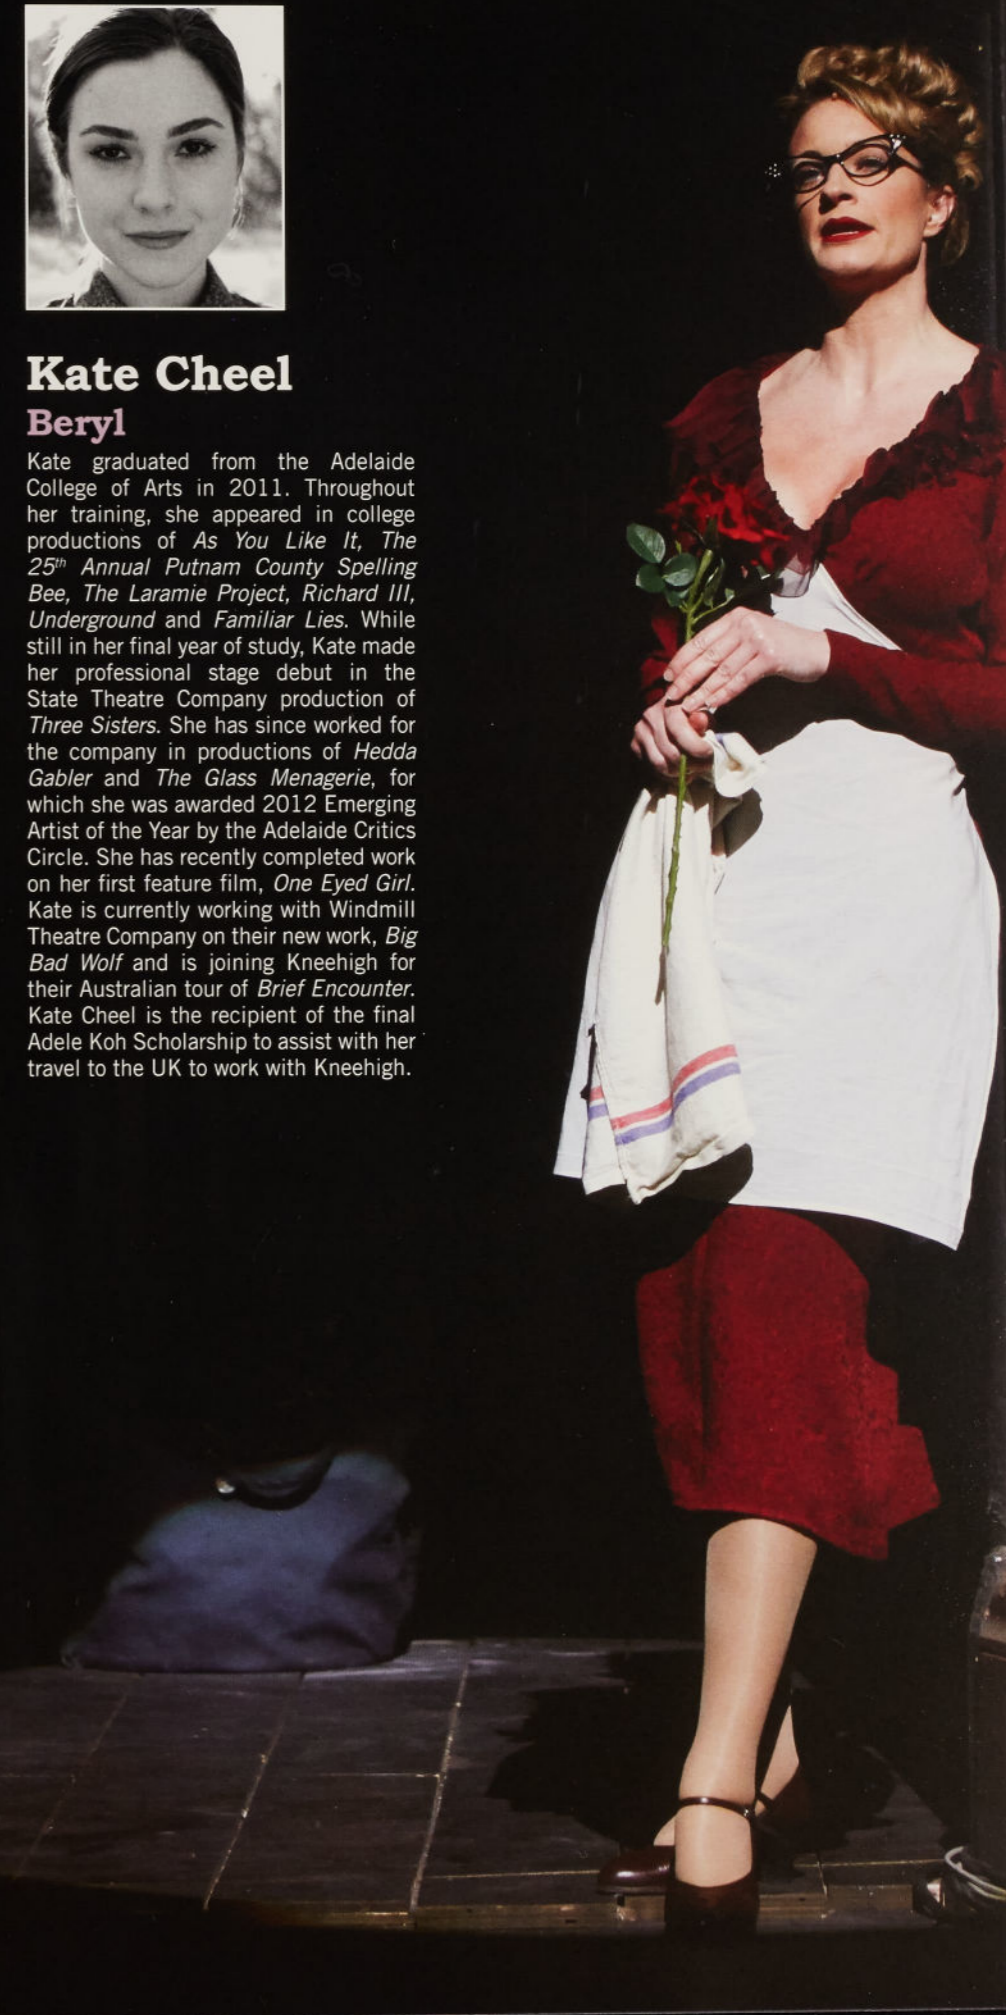 Kate Cheel
Beryl
Kate graduated from the Adelaide
College of Arts in 2011. Throughout
her training, she appeared in college
productions of As You Like It, The
25th Annual Putnam County Spelling
Bee, The Laramie Project, Richard III,
Underground and Familiar Lies. While
still in her final year of study, Kate made
her professional stage debut in the
State Theatre Company production of
Three Sisters. She has since worked for
the company in productions of Hedda
Gabler and The Glass Menagerie, for
which she was awarded 2012 Emerging
Artist of the Year by the Adelaide Critics
Circle. She has recently completed work
on her first feature film, One Eyed Girl.
Kate is currently working with Windmill
Theatre Company on their new work, Big
Bad Wolf and is joining Kneehigh for
their Australian tour of Brief Encounter.
Kate Cheel is the recipient of the final
Adele Koh Scholarship to assist with her
travel to the UK to work with Kneehigh.